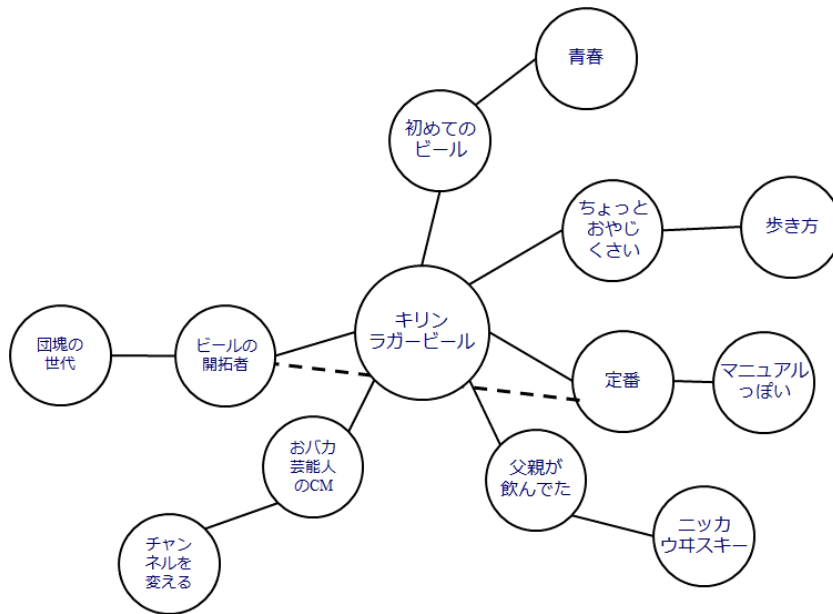 青春
初めての
ビール
ちょっと
おやじ
くさい
歩き方
キリン
ラガービール
団塊の
世代
ビールの
開拓者
定番
マニュアル
っぽい
おバカ
芸能人
のCM
父親が
飲んでた
チャン
ネルを
変える
ニッカ
ウヰスキー